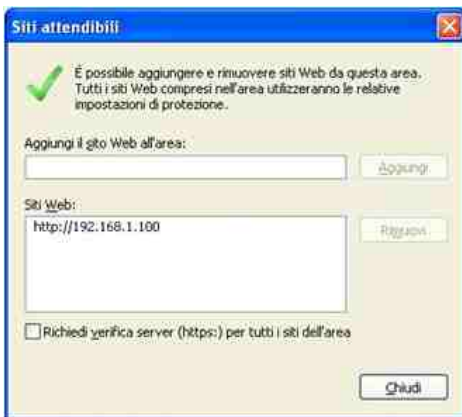 Siti attendibili
É possibile aggiungere e rimuovere siti Web da questa area.
Tutti i siti Web compresi nell'area utilizzeranno le relative
impostazioni di protezione.
Aggiungi il sito Web all'area:
Aggiungi
Siti Web:
http://192.168.1.100
Rimuovi
Richiedi verifica server (https:) per tutti i siti dell'area
Chiudi